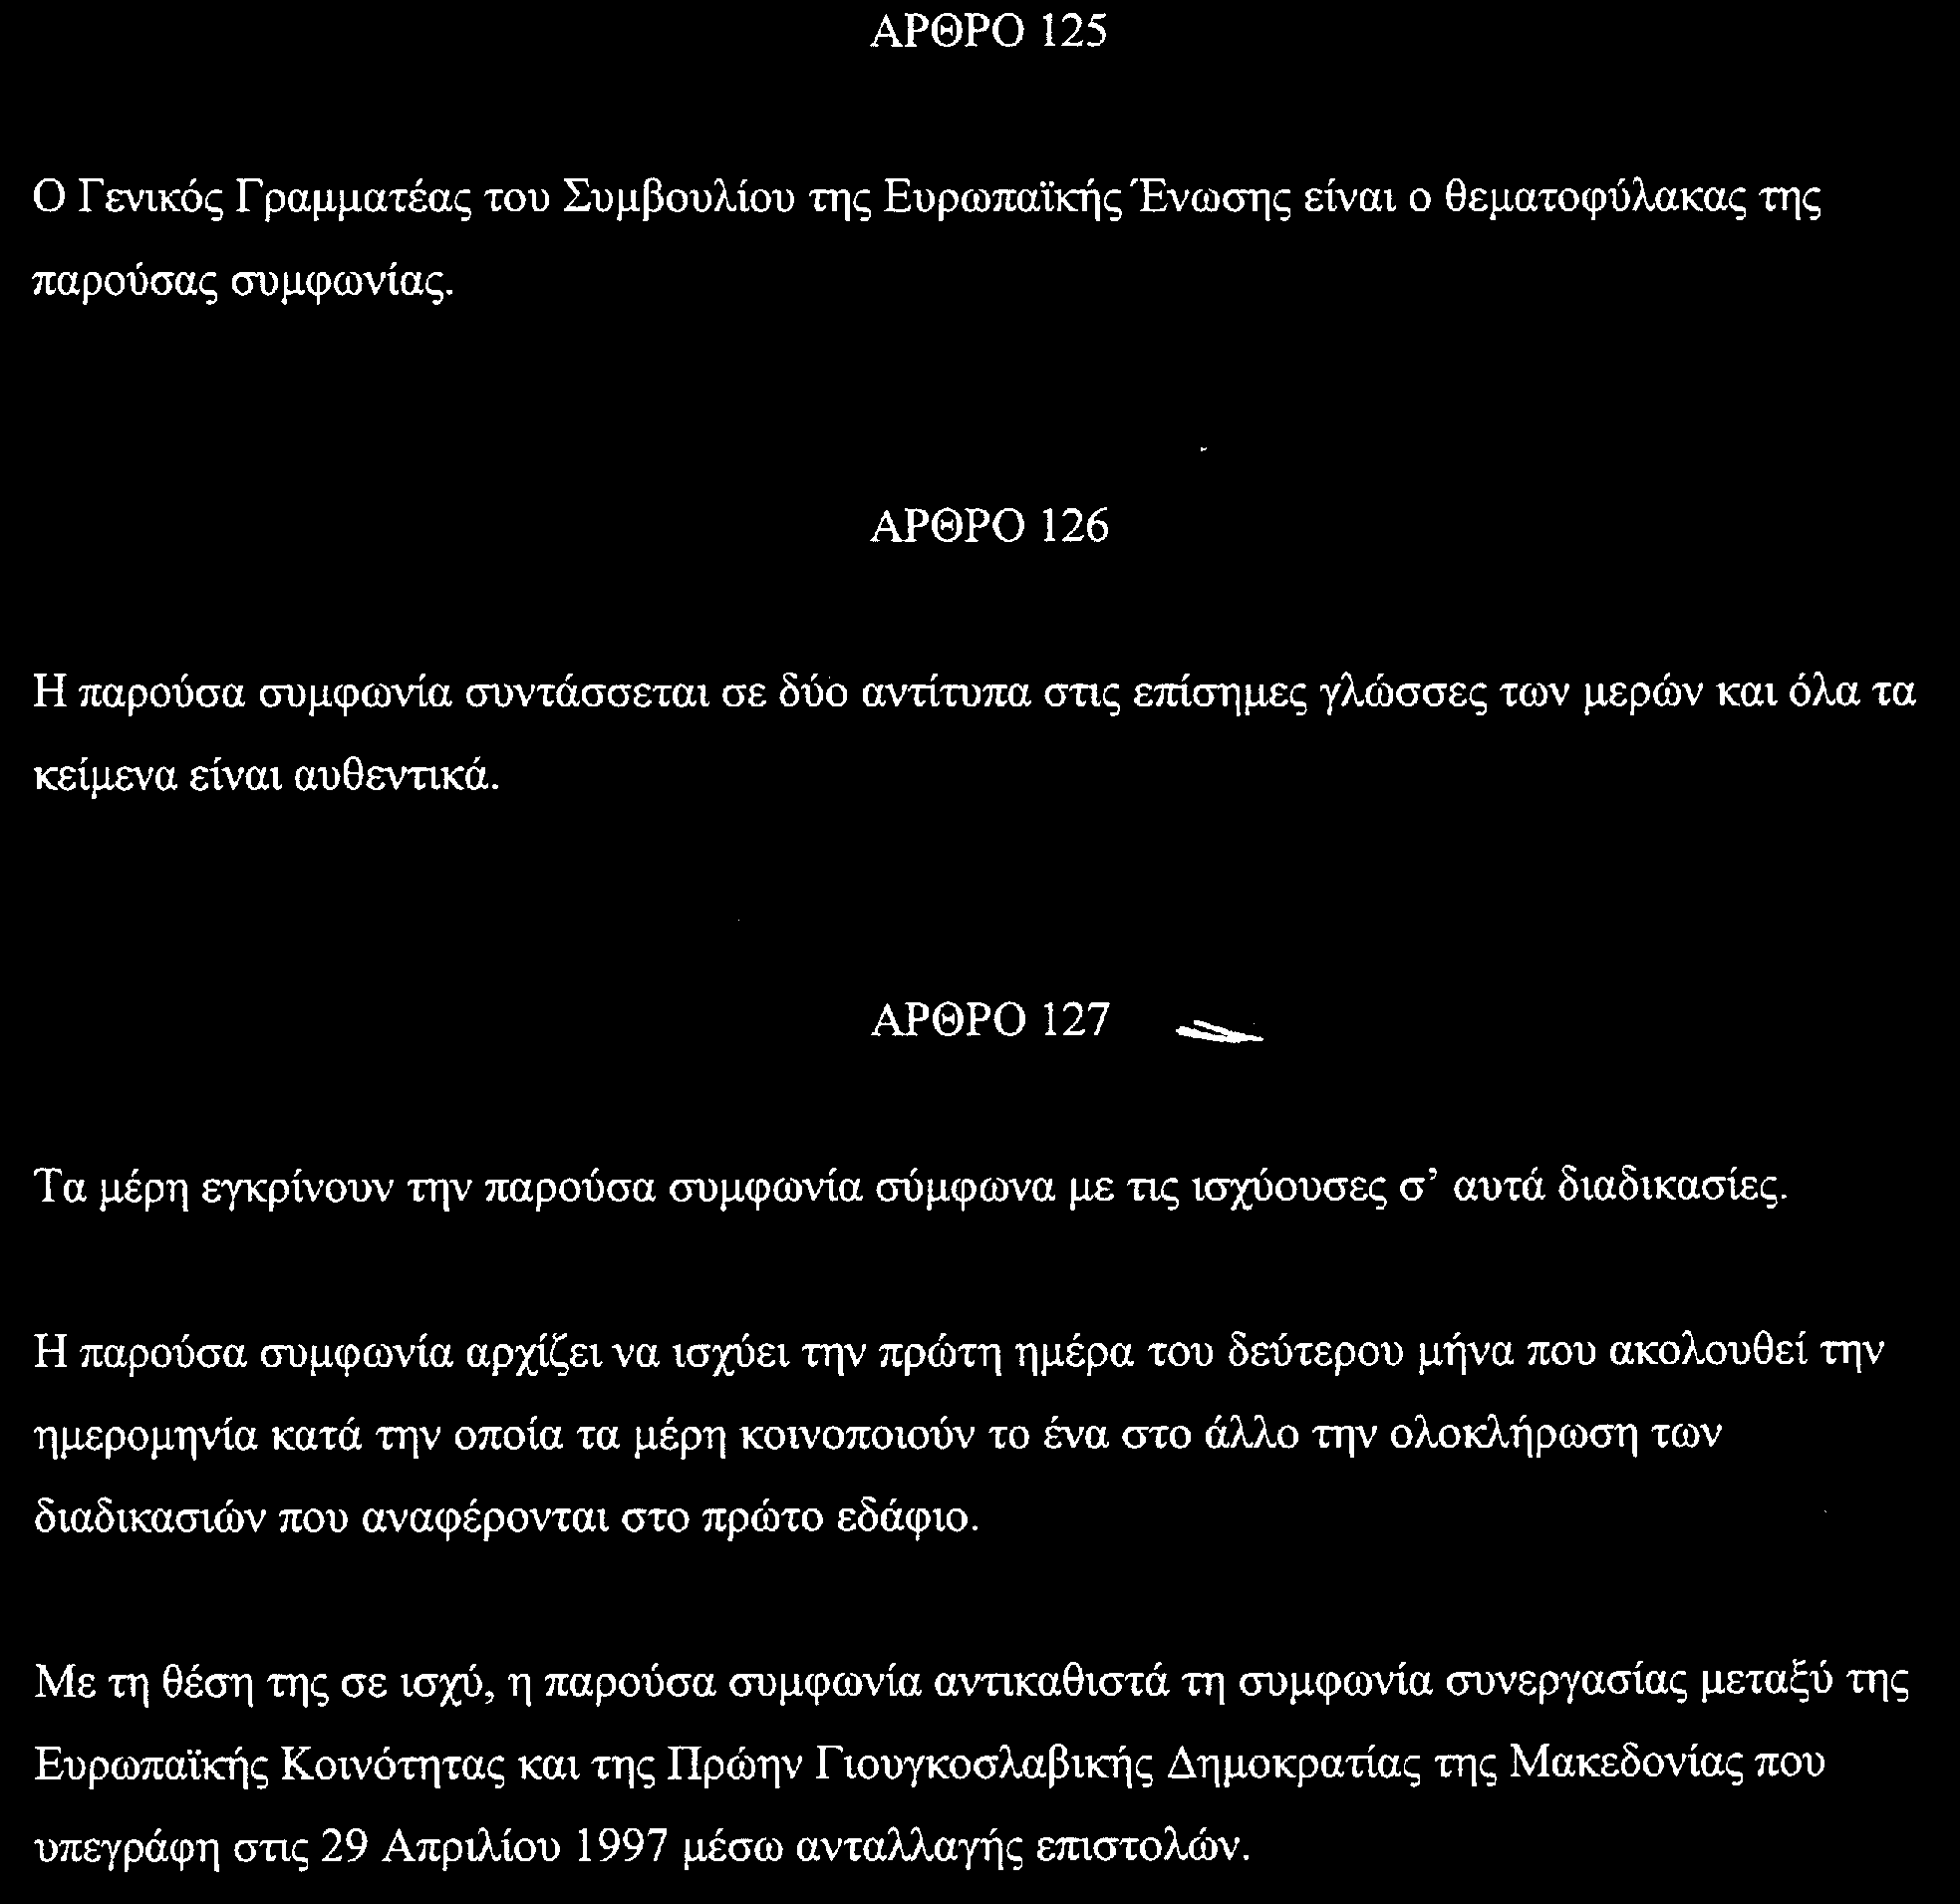 ΑΡΘΡΟ 125
Ο Γενικός Γραμματέας του Συμβουλίου της Ευρωπαϊκής Ένωσης είναι ο θεματοφύλακας της
παρούσας συμφωνίας.
ΑΡΘΡΟ 126
Η παρούσα συμφωνία συντάσσεται σε δύο αντίτυπα στις επίσημες γλώσσες των μερών και όλα τα
κείμενα είναι αυθεντικά.
ΑΡΘΡΟ 127
Τα μέρη εγκρίνουν την παρούσα συμφωνία σύμφωνα με τις ισχύουσες σ’ αυτά διαδικασίες.
Η παρούσα συμφωνία αρχίζει να ισχύει την πρώτη ημέρα του δεύτερου μήνα που ακολουθεί την
ημερομηνία κατά την οποία τα μέρη κοινοποιούν το ένα στο άλλο την ολοκλήρωση των
διαδικασιών που αναφέρονται στο πρώτο εδάφιο.
Με τη θέση της σε ισχύ, η παρούσα συμφωνία αντικαθιστά τη συμφωνία συνεργασίας μεταξύ της
Ευρωπαϊκής Κοινότητας και της Πρώην Γιουγκοσλαβικής Δημοκρατίας της Μακεδονίας που
υπεγράφη στις 29 Απριλίου 1997 μέσω ανταλλαγής επιστολών.